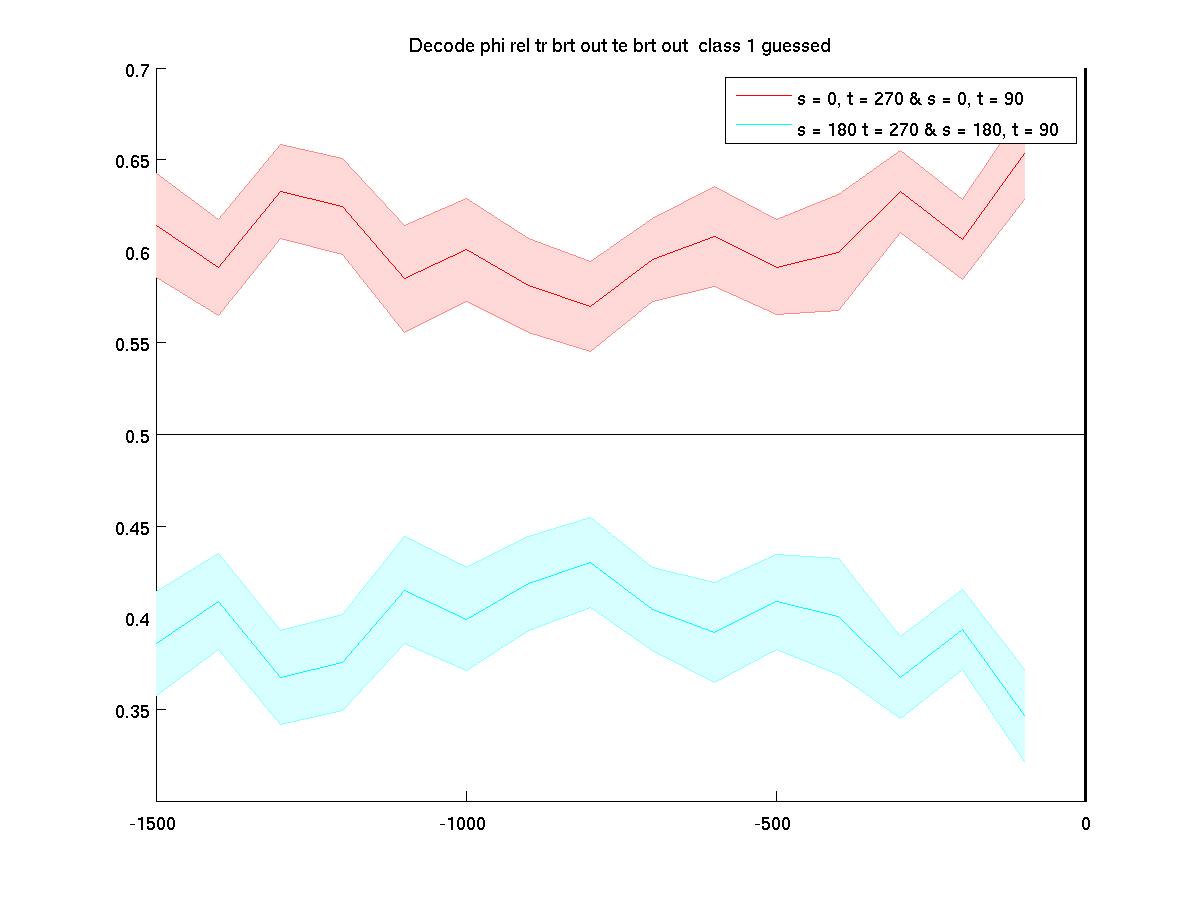 Decode phi rel tr brt out te brt out  class 1 guessed
0.7
s = 0, t = 270 & s = 0, t = 90
s = 180 t = 270 & s = 180, t = 90
0.65
0.6
0.55
0.5
0.45
0.4
0.35
-1500 -1000 -500 0